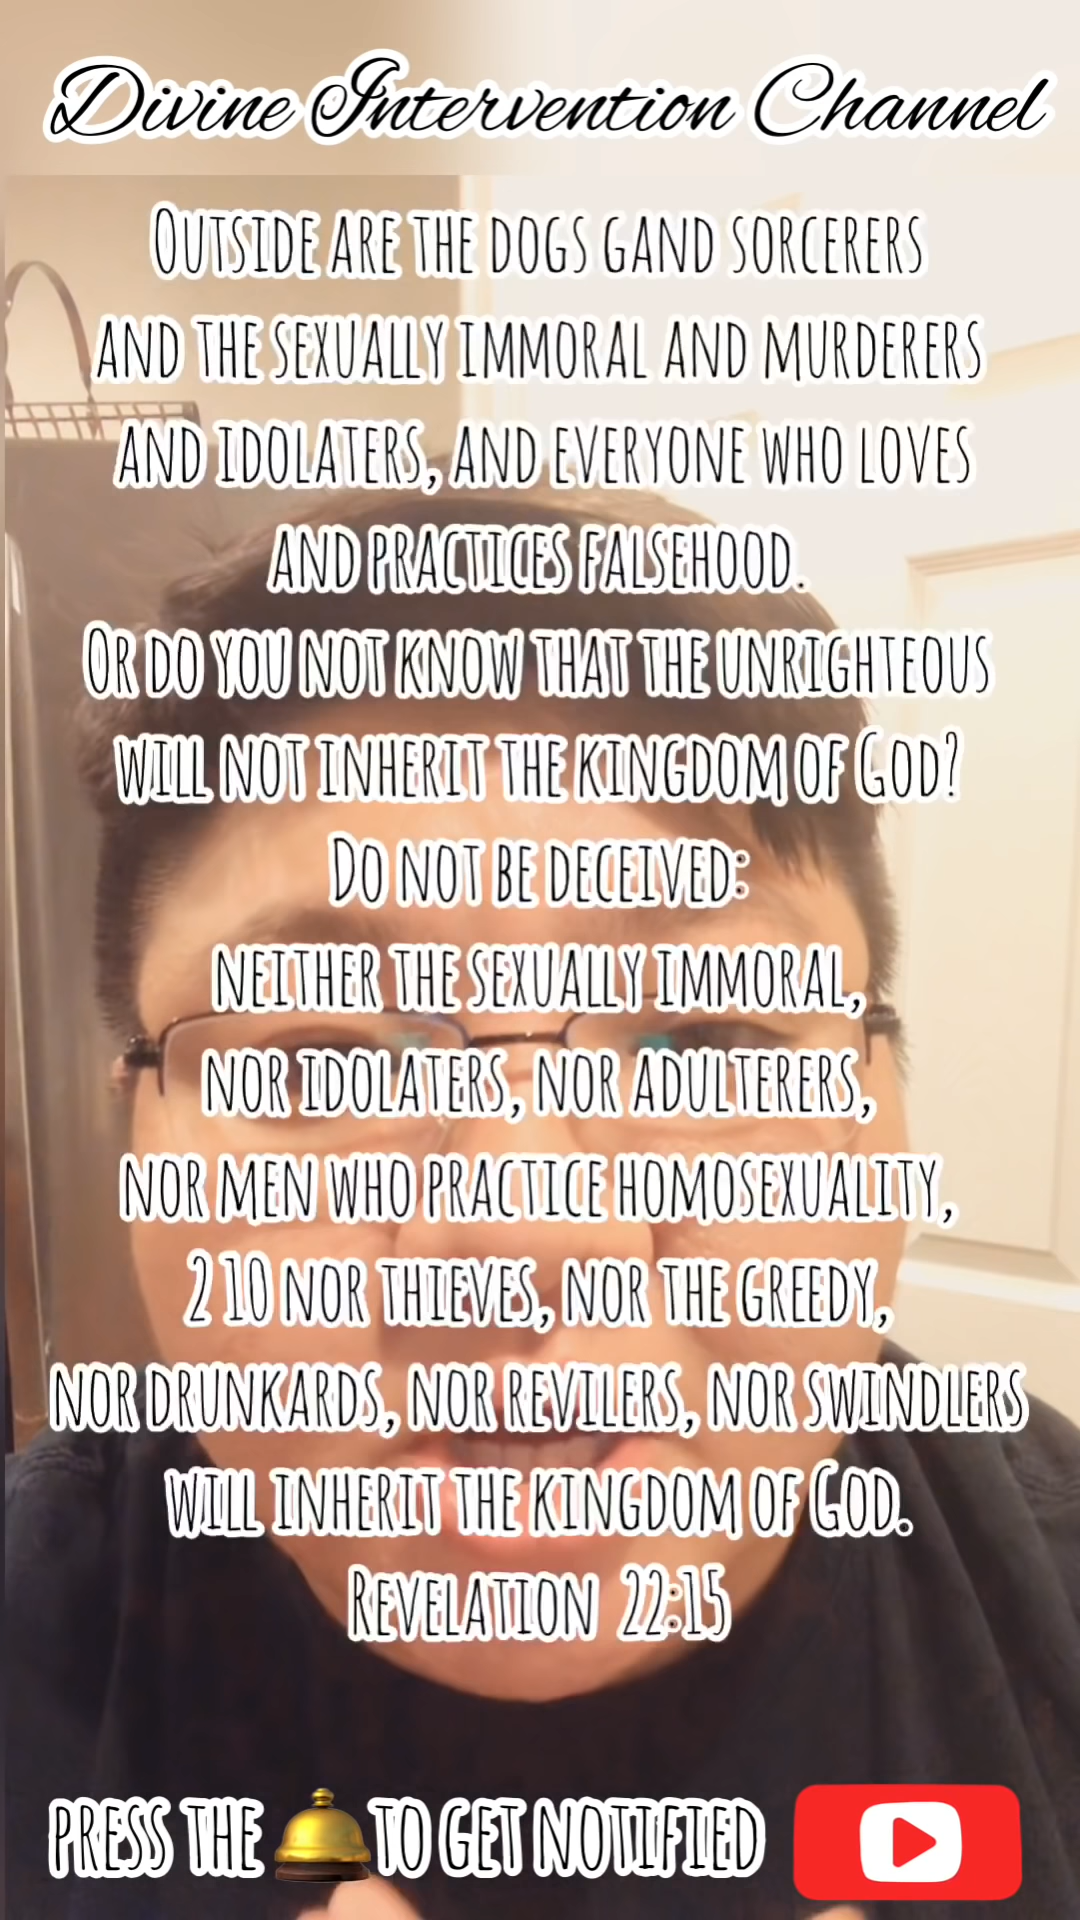 Divine Intervention Channel
Outside are the dogs gand sorcerers
and the sexually immoral and murderers
and idolaters, and everyone who loves
and practices falsehood.
Or do you not know that the unrighteous
will not inherit the kingdom of God?
Do not be deceived:
neither the sexually immoral,
nor idolaters, nor adulterers,
nor men who practice homosexuality,
2 10 nor thieves, nor the greedy,
nor drunkards, nor revilers, nor swindlers
will inherit the kingdom of God.
Revelation 22:15
PRESS THE TO GET NOTIFIED